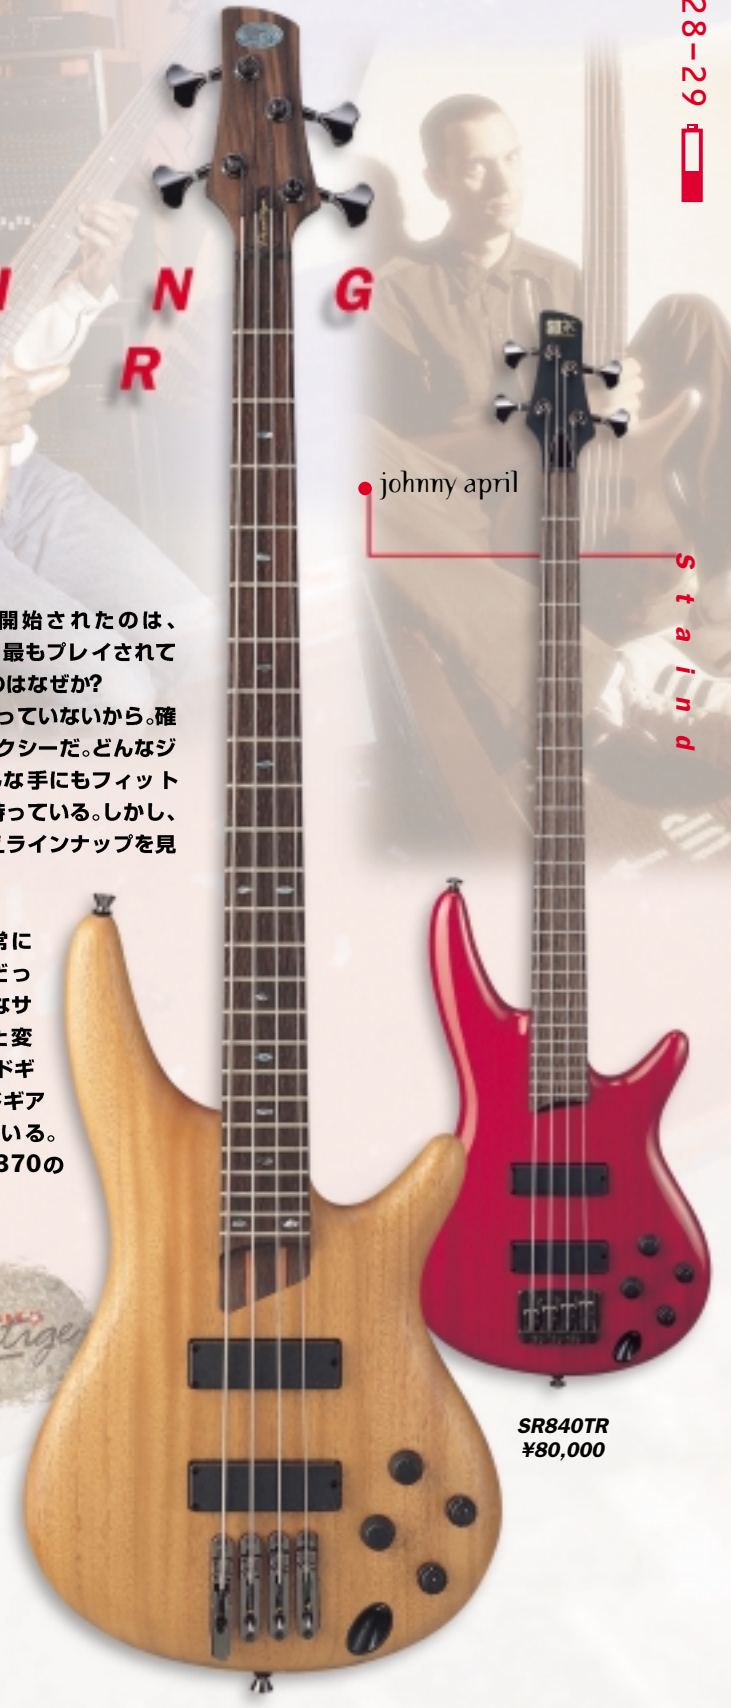 28-29
N G
R
johnny april
Staind
開始されたのは、
最もプレイされて
のはなぜか?
っていないから。確
クシーだ。どんなジ
な手にもフィット
持っている。しかし、
ラインナップを見
常に
だっ
なサ
変
ドギ
ギア
いる。
370の
SR840TR
¥80,000